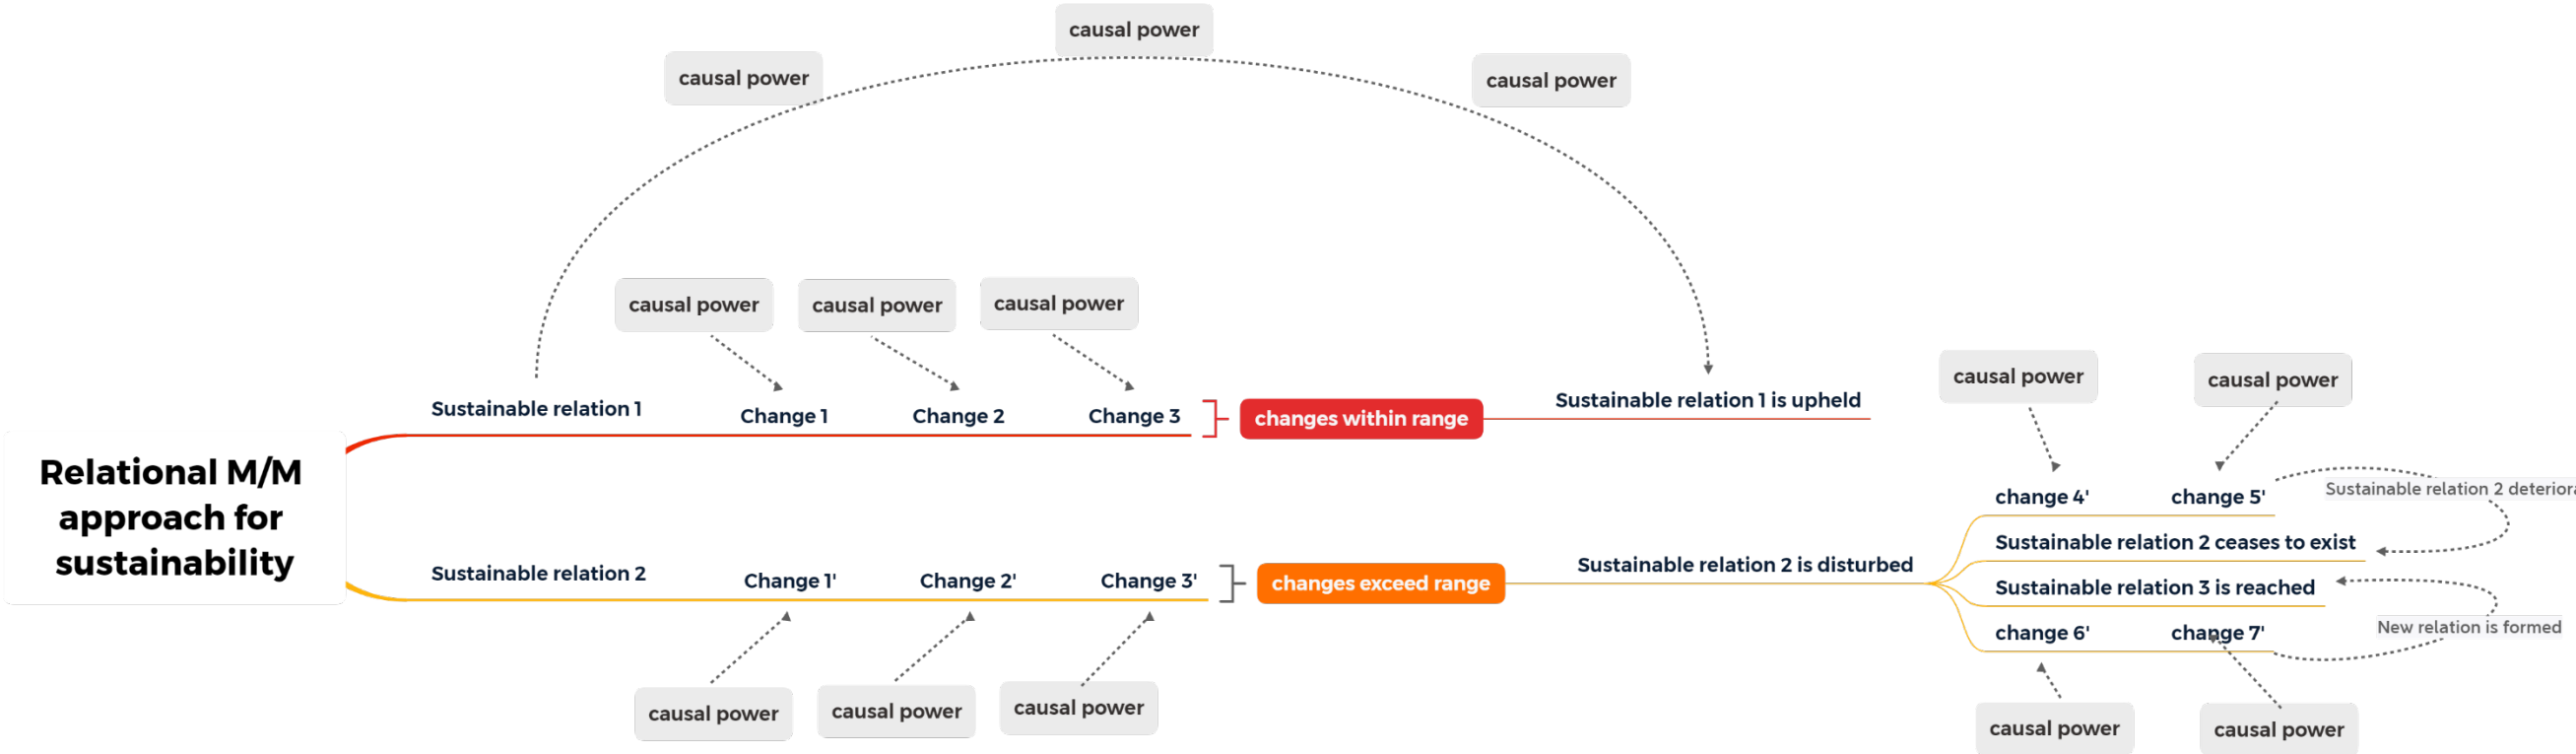 causal power
causal power
causal power
causal power
causal power
causal power
Sustainable relation 1
Change 1
Change 2
Change 3
changes within range
Sustainable relation 1 is upheld
Relational M/M
approach for
sustainability
Sustainable relation 2
Change 1'
Change 2'
Change 3'
changes exceed range
Sustainable relation 2 is disturbed
causal power
causal power
causal power
causal power
causal power
change 4'
change 5'
Sustainable relation 2 deteriora
Sustainable relation 2 ceases to exist
Sustainable relation 3 is reached
New relation is formed
change 6'
change 7'
causal power
causal power